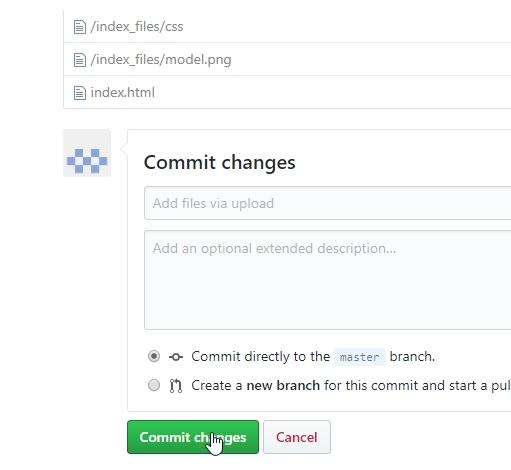 /index_files/css
/index_files/model.png
index.html
Commit changes
Add files via upload
Add an optional extended description...
Commit directly to the master branch.
Create a new branch for this commit and start a pul
Commit changes Cancel